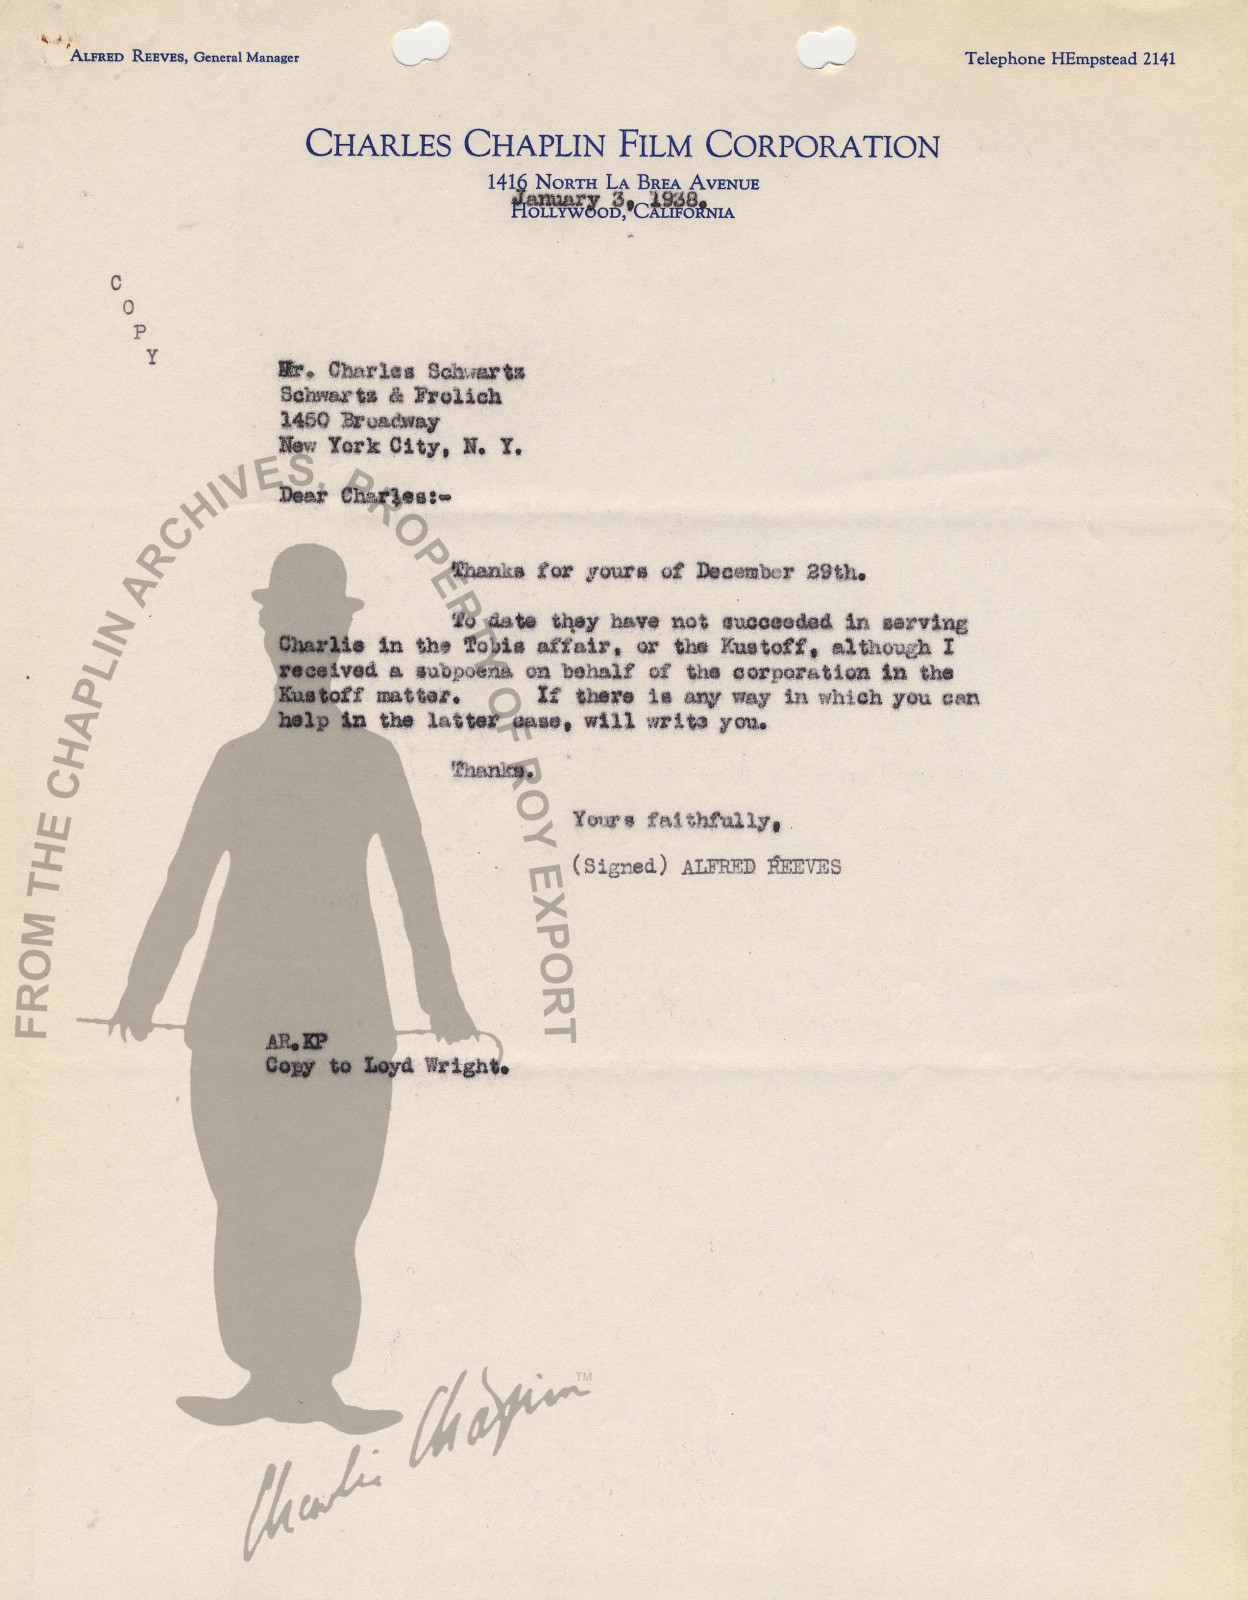 ALFRED REEVES, General Manager
Telephone HEmpstead 2141
CHARLES CHAPLIN FILM CORPORATION
1416 NORTH LA BREA AVENUE
January 3, 1938.
HOLLYWOOD, CALIFORNIA
C
O
P
Y
Mr. Charles Schwartz
Schwartz & Frolich
1450 Broadway
New York City, N. Y.
Dear Charles:-
Thanks for yours of December 29th.
To date they have not succeeded in serving
Charlie in the Tobis affair, or the Kustoff, although I
received a subpoena on behalf of the corporation in the
Kustoff matter. If there is any way in which you can
help in the latter case, will write you.
Thanks.
Yours faithfully,
(Signed) ALFRED REEVES
AR.KP
Copy to Loyd Wright.
FROM THE CHAPLIN ARCHIVES, PROPERTY OF ROY EXPORT
Charlie Chaplin TM